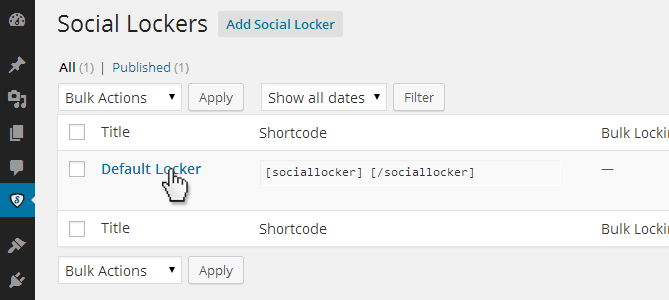 Social Lockers Add Social Locker
All (1) | Published (1)
Bulk Actions Apply Show all dates Filter
Title Shortcode Bulk Lockin
Default Locker [sociallocker] [/sociallocker] —
Title Shortcode Bulk Lockin
Bulk Actions Apply